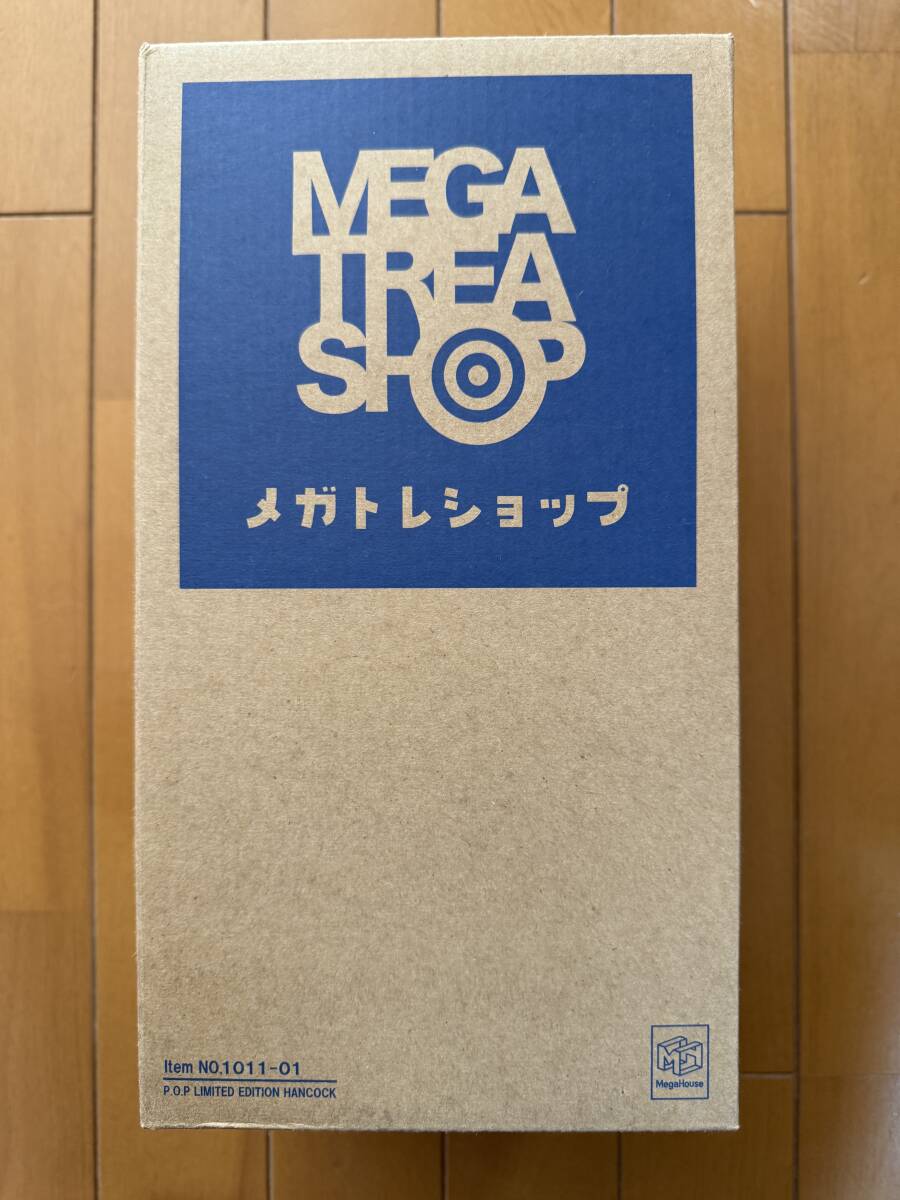 MEGA
TREA
SHOP
メガトレショップ
Item NO.1011-01
P.O.P LIMITED EDITION HANCOCK
MH
MegaHouse